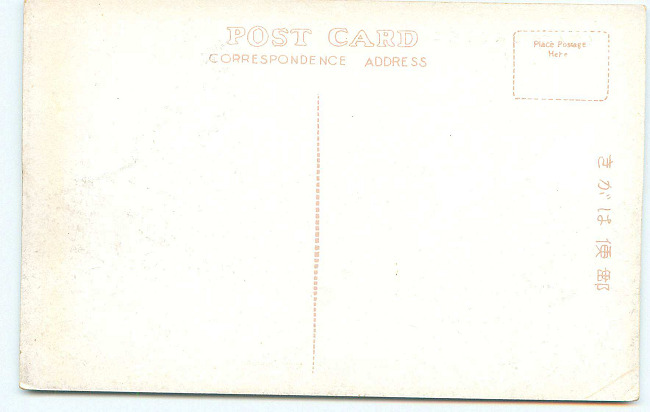 POST CARD
CORRESPONDENCE ADDRESS
Place Postage
Here
郵便はがき